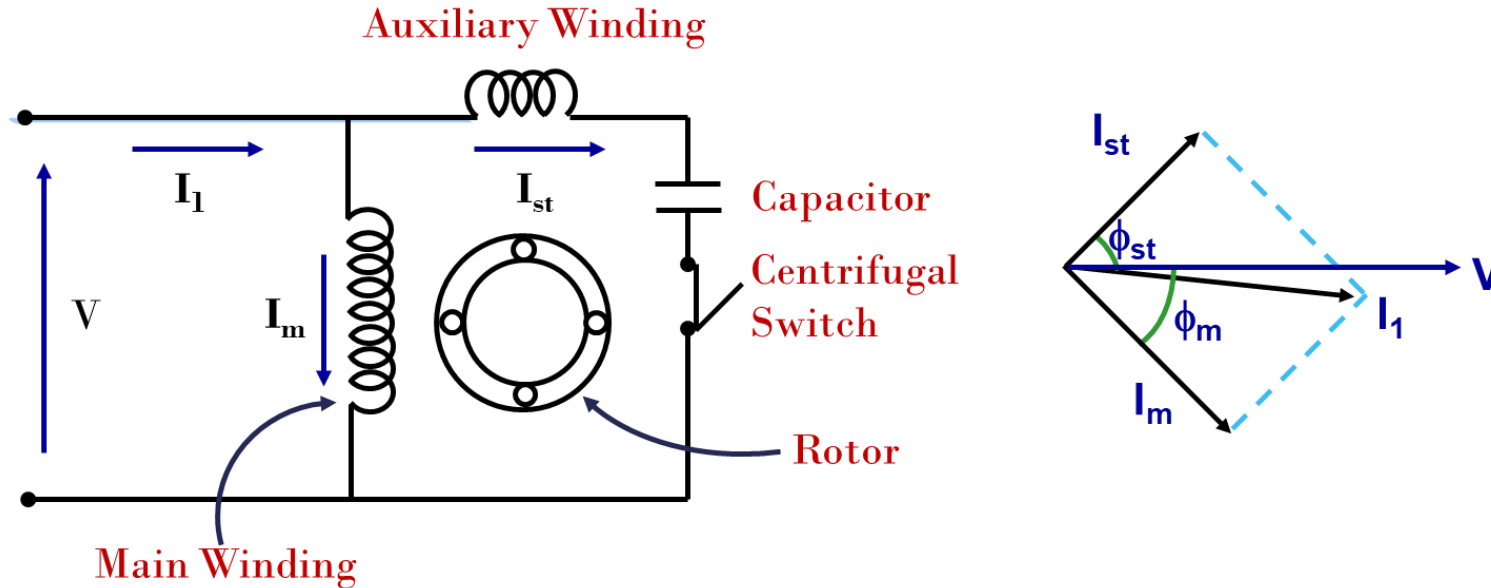 Auxiliary Winding
I1
Ist
Capacitor
Centrifugal
Switch
V
Im
Rotor
Main Winding
Ist
ϕst
V
ϕm
I1
Im